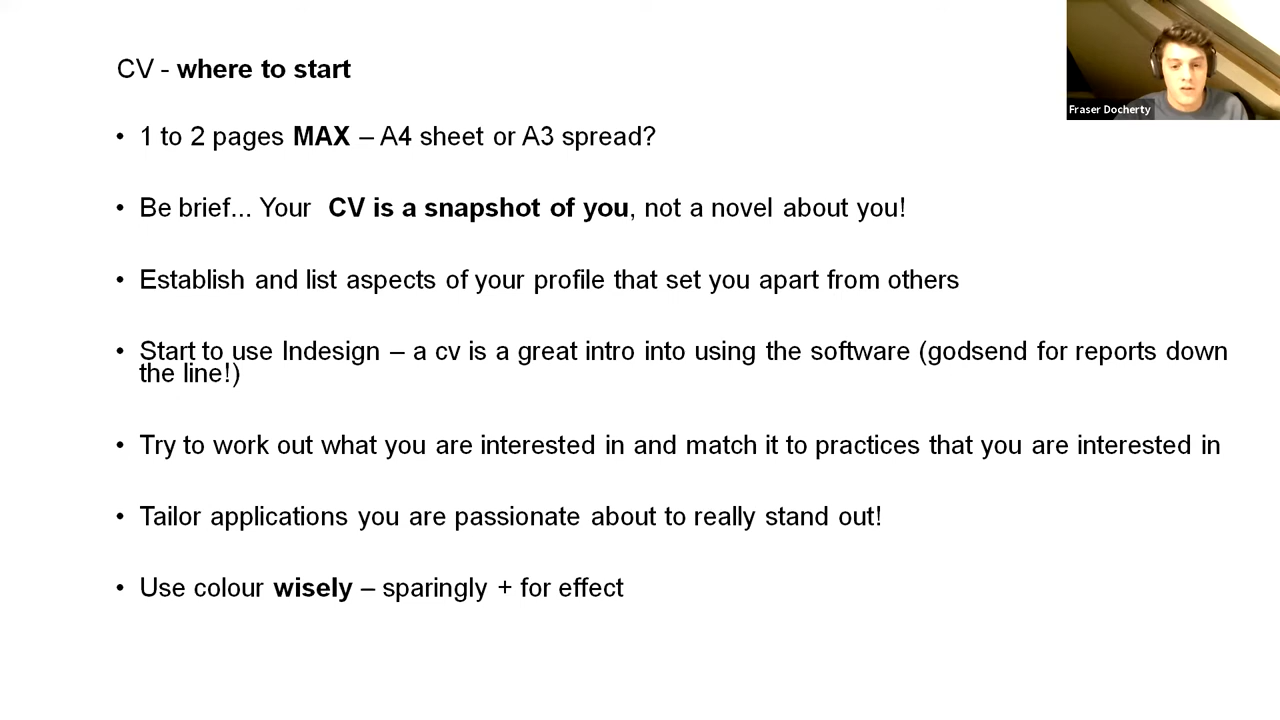 CV - where to start
• 1 to 2 pages MAX – A4 sheet or A3 spread?
• Be brief... Your  CV is a snapshot of you, not a novel about you!
• Establish and list aspects of your profile that set you apart from others
• Start to use Indesign – a cv is a great intro into using the software (godsend for reports down
the line!)
• Try to work out what you are interested in and match it to practices that you are interested in
• Tailor applications you are passionate about to really stand out!
• Use colour wisely – sparingly + for effect
Fraser Docherty